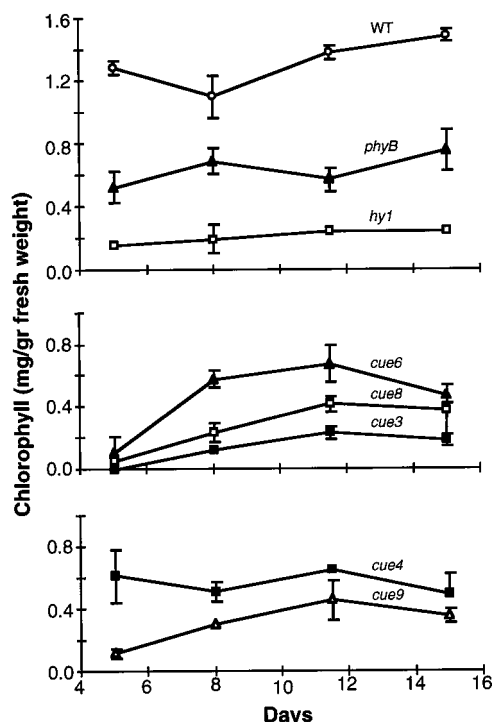 1.6
WT
1.2
0.8
phyB
0.4
hy1
0.0
Chlorophyll (mg/gr fresh weight)
0.8
cue6
cue8
0.4
cue3
0.0
0.8
cue4
0.4
cue9
0.0
4 6 8 10 12 14 16
Days